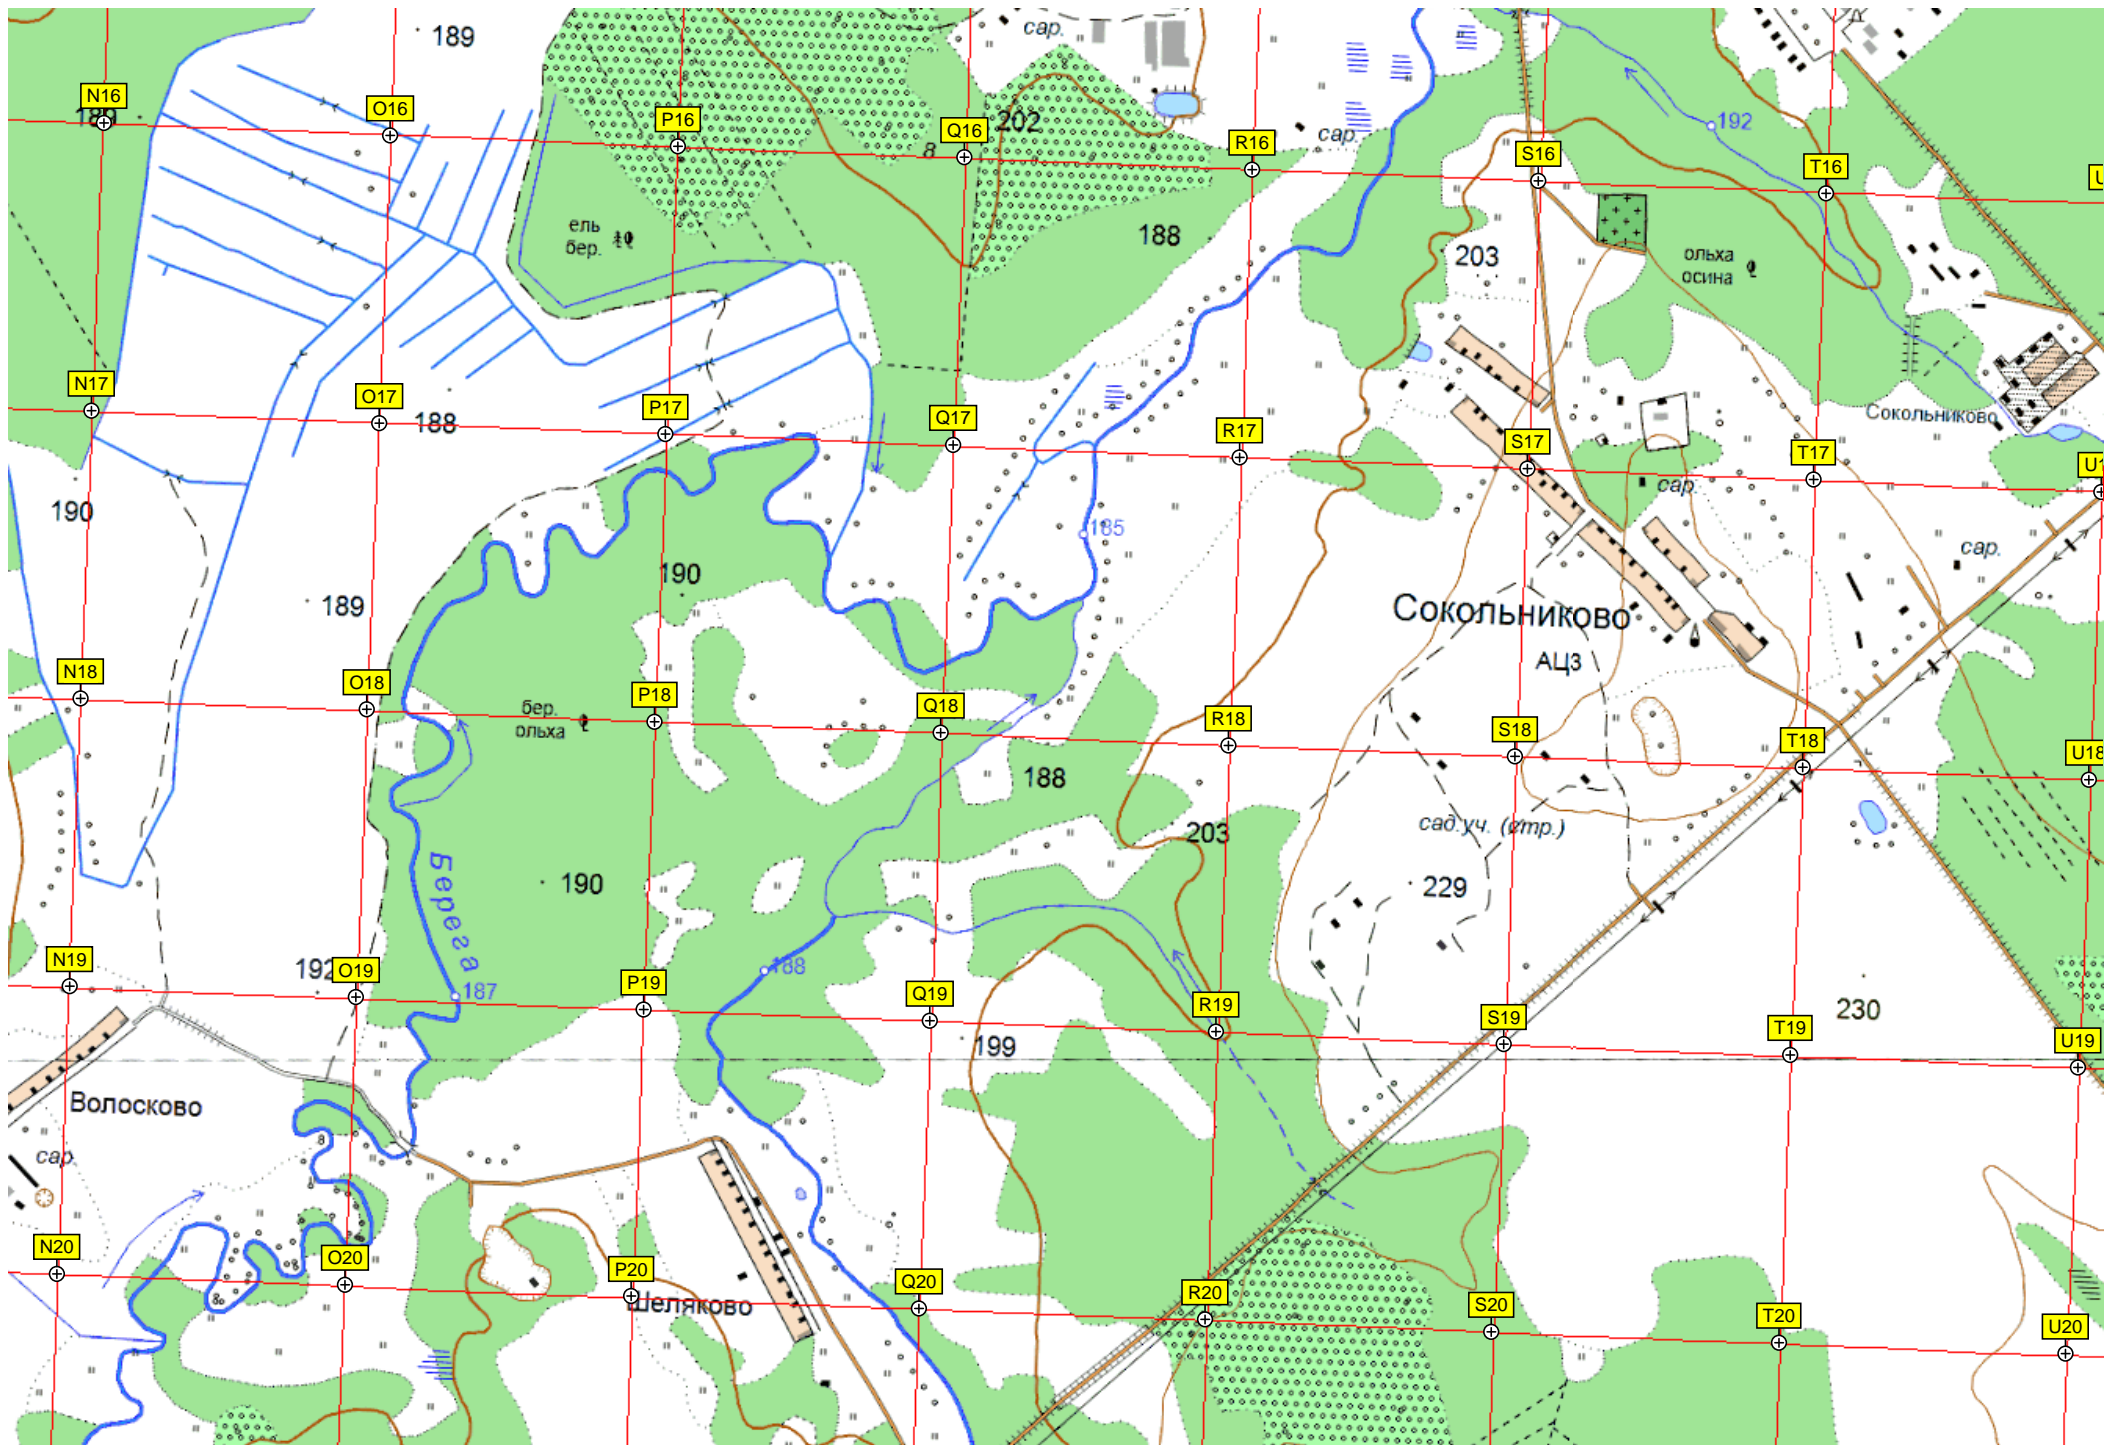 189
сар.
N16
189
O16
P16
Q16
202
8
R16
сар.
S16
192
T16
U
ель
бер.
188
203
ольха
осина
N17
O17
188
P17
Q17
R17
S17
T17
Сокольниково
сар.
190
185
190
189
сар.
Сокольниково
АЦЗ
N18
O18
P18
Q18
R18
S18
T18
U18
бер.
ольха
188
203
сад.уч. (стр.)
Берега
190
229
N19
192
O19
187
P19
188
Q19
199
R19
S19
T19
230
U19
Волосково
сар.
N20
O20
P20
Шеляково
Q20
R20
S20
T20
U20